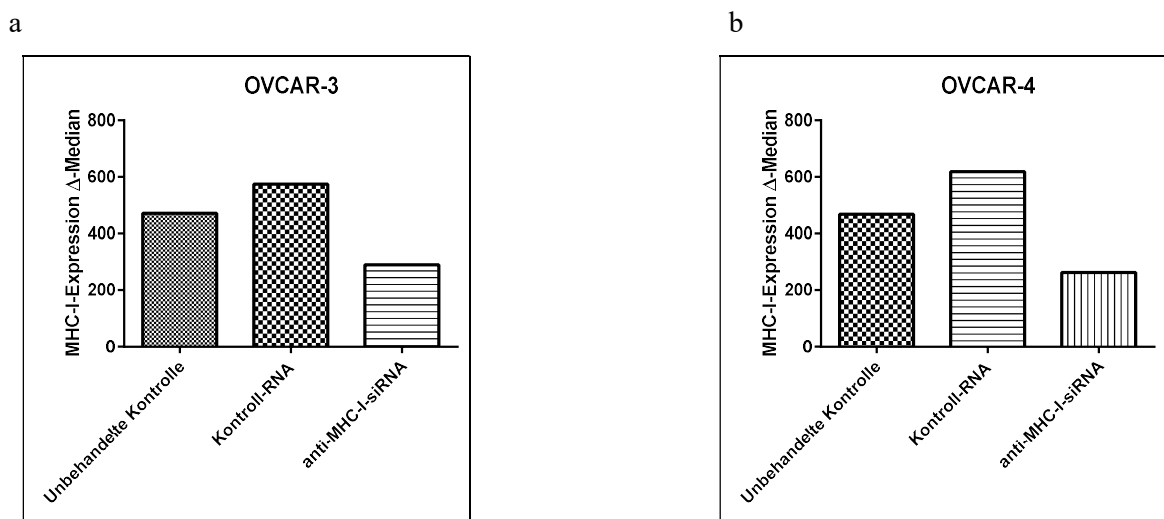 a
OVCAR-3
MHC-I-Expression Δ-Median
800
600
400
200
0
Unbehandelte Kontrolle
Kontroll-RNA
anti-MHC-I-siRNA
b
OVCAR-4
MHC-I-Expression Δ-Median
800
600
400
200
0
Unbehandelte Kontrolle
Kontroll-RNA
anti-MHC-I-siRNA